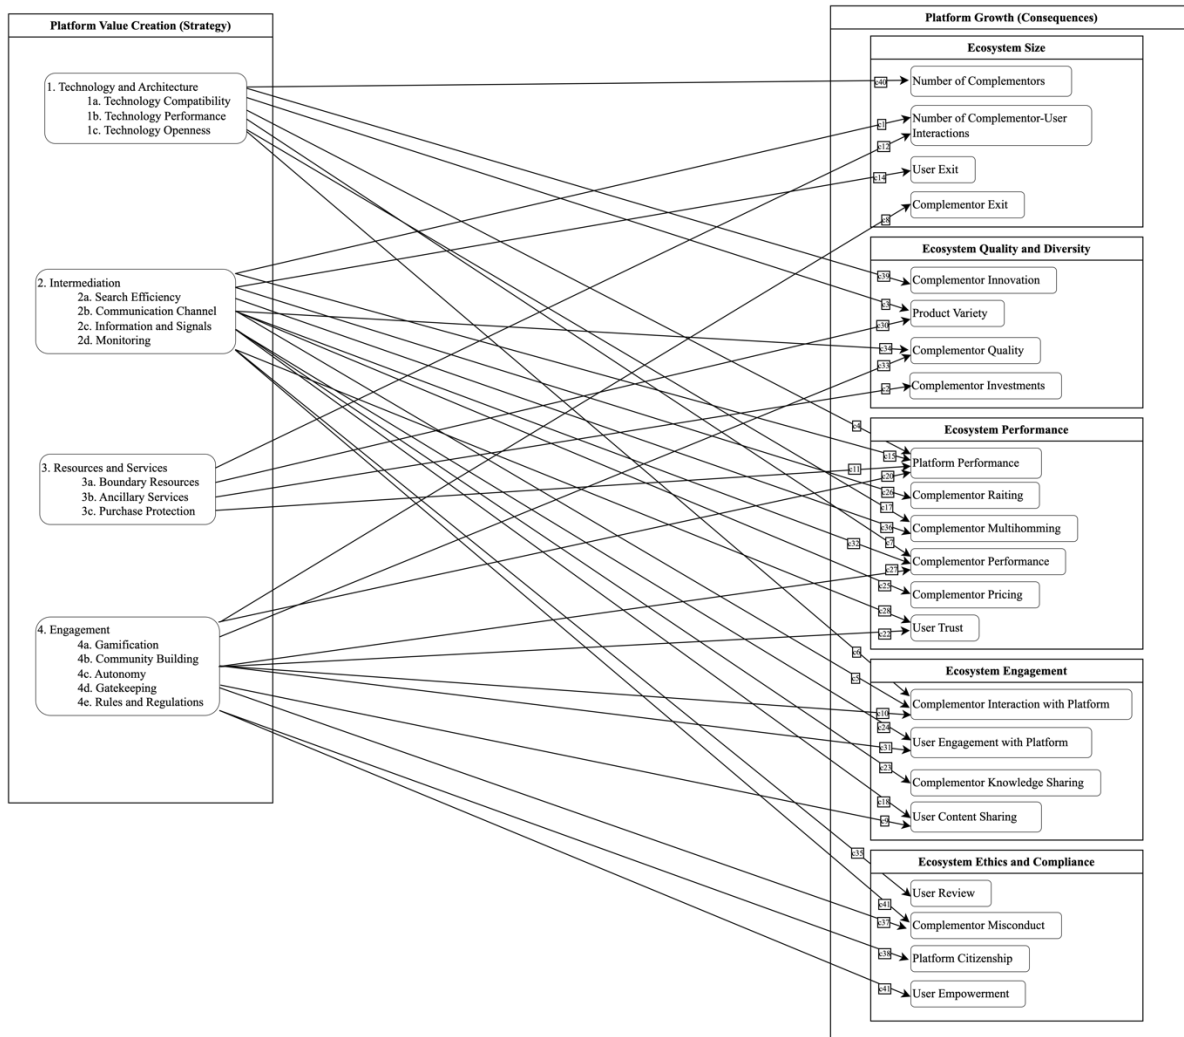 Platform Value Creation (Strategy)
1. Technology and Architecture
1a. Technology Compatibility
1b. Technology Performance
1c. Technology Openness
2. Intermediation
2a. Search Efficiency
2b. Communication Channel
2c. Information and Signals
2d. Monitoring
3. Resources and Services
3a. Boundary Resources
3b. Ancillary Services
3c. Purchase Protection
4. Engagement
4a. Gamification
4b. Community Building
4c. Autonomy
4d. Gatekeeping
4e. Rules and Regulations
c40
c1
c12
c14
c8
c39
c3
c30
c34
c33
c2
c4
c15
c11
c20
c26
c17
c36
c7
c32
c27
c25
c28
c22
c6
c5
c10
c24
c31
c23
c18
c9
c35
c41
c37
c38
c41
Platform Growth (Consequences)
Ecosystem Size
Number of Complementors
Number of Complementor-User
Interactions
User Exit
Complementor Exit
Ecosystem Quality and Diversity
Complementor Innovation
Product Variety
Complementor Quality
Complementor Investments
Ecosystem Performance
Platform Performance
Complementor Raiting
Complementor Multihomming
Complementor Performance
Complementor Pricing
User Trust
Ecosystem Engagement
Complementor Interaction with Platform
User Engagement with Platform
Complementor Knowledge Sharing
User Content Sharing
Ecosystem Ethics and Compliance
User Review
Complementor Misconduct
Platform Citizenship
User Empowerment